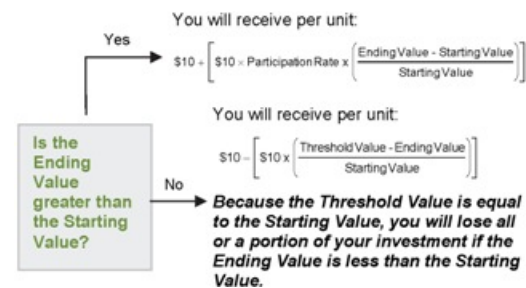 You will receive per unit:
Yes
$10 + [ $10 × Participation Rate x ( Ending Value - Starting Value
Starting Value ) ]
You will receive per unit:
$10 – [ $10 x ( Threshold Value - Ending Value
Starting Value ) ]
Is the
Ending
Value
greater than
the Starting
Value?
No
Because the Threshold Value is equal
to the Starting Value, you will lose all
or a portion of your investment if the
Ending Value is less than the Starting
Value.